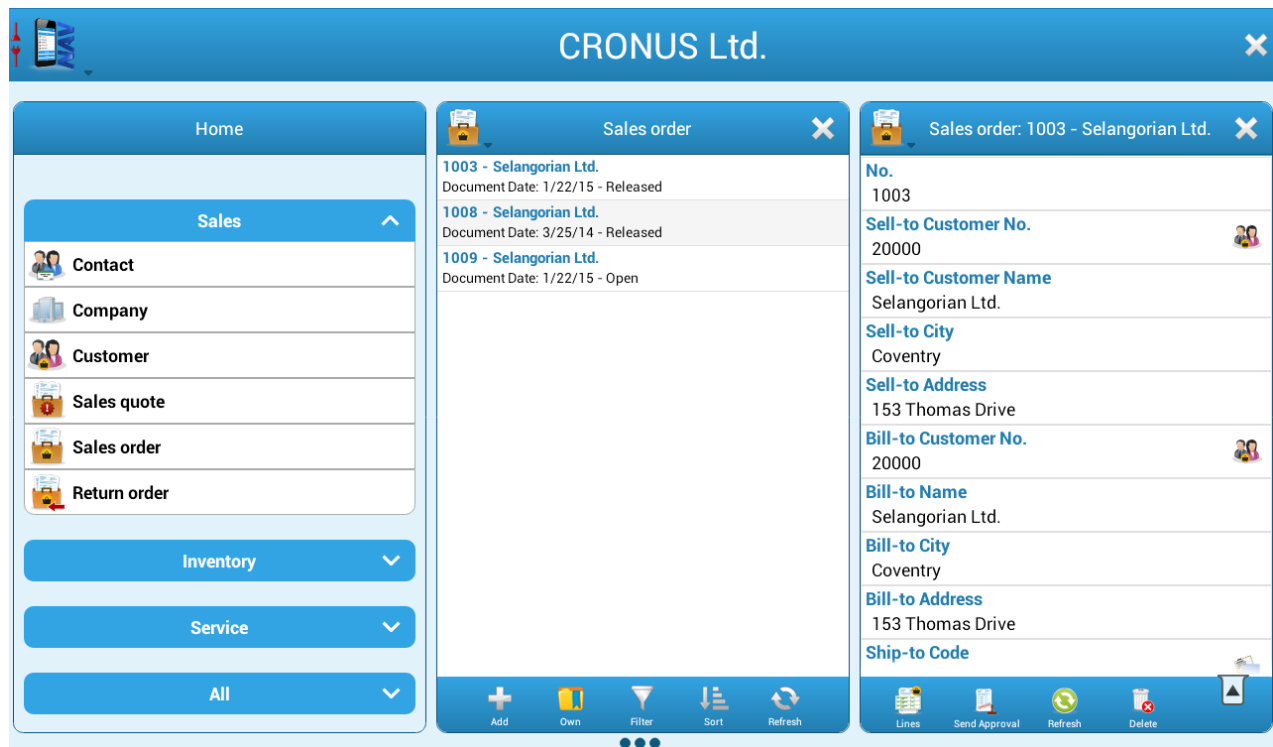 CRONUS Ltd.
Home
Sales
Contact
Company
Customer
Sales quote
Sales order
Return order
Inventory
Service
All
Sales order
1003 - Selangorian Ltd.
Document Date: 1/22/15 - Released
1008 - Selangorian Ltd.
Document Date: 3/25/14 - Released
1009 - Selangorian Ltd.
Document Date: 1/22/15 - Open
Add Own Filter Sort Refresh
Sales order: 1003 - Selangorian Ltd.
No.
1003
Sell-to Customer No.
20000
Sell-to Customer Name
Selangorian Ltd.
Sell-to City
Coventry
Sell-to Address
153 Thomas Drive
Bill-to Customer No.
20000
Bill-to Name
Selangorian Ltd.
Bill-to City
Coventry
Bill-to Address
153 Thomas Drive
Ship-to Code
Lines Send Approval Refresh Delete